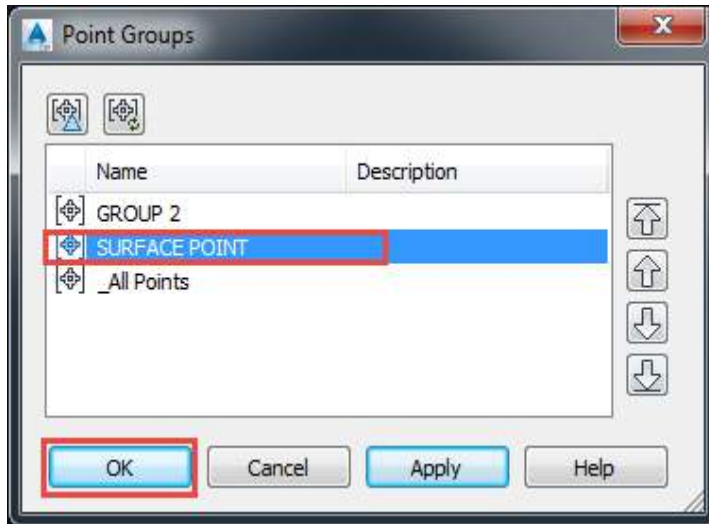 Point Groups
Name Description
GROUP 2
SURFACE POINT
_All Points
OK Cancel Apply Help